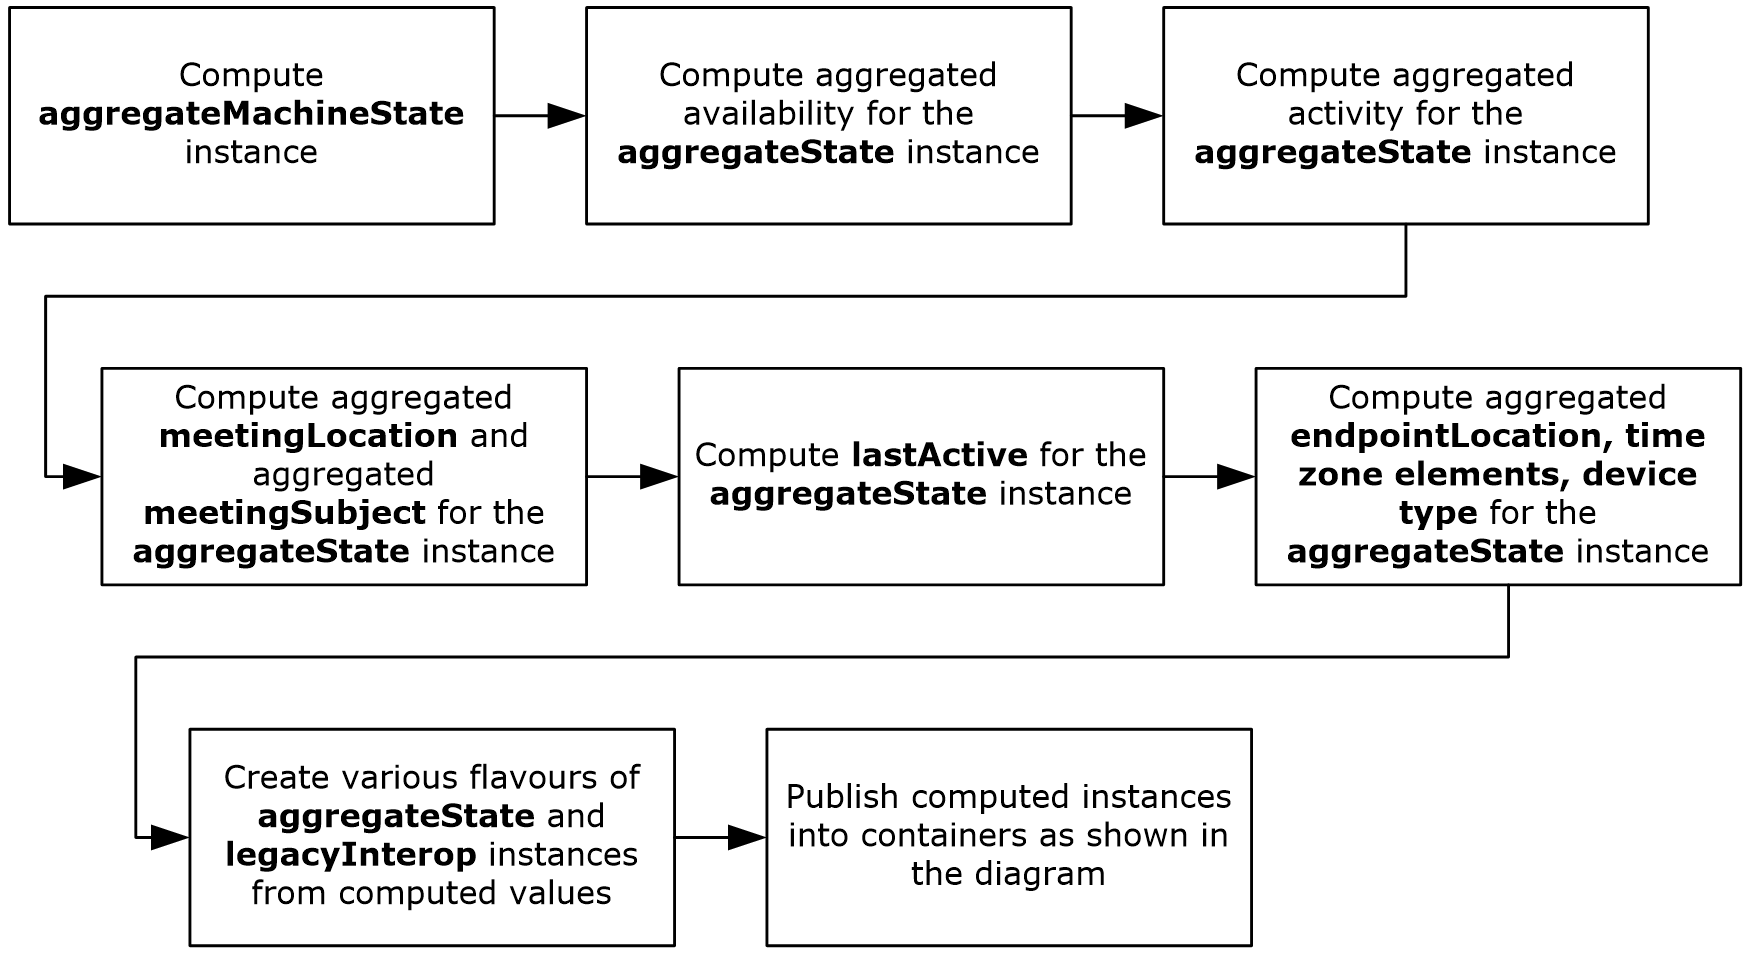 Compute
aggregateMachineState
instance
Compute aggregated
availability for the
aggregateState instance
Compute aggregated
activity for the
aggregateState instance
Compute aggregated
meetingLocation and
aggregated
meetingSubject for the
aggregateState instance
Compute lastActive for the
aggregateState instance
Compute aggregated
endpointLocation, time
zone elements, device
type for the
aggregateState instance
Create various flavours of
aggregateState and
legacyInterop instances
from computed values
Publish computed instances
into containers as shown in
the diagram